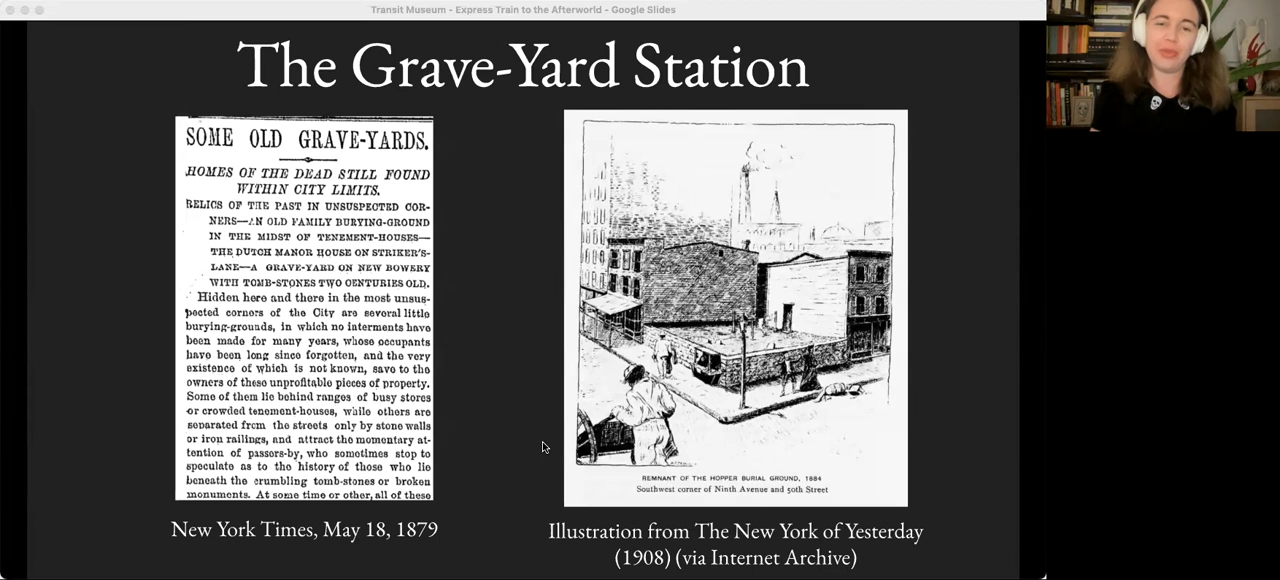 Transit Museum - Express Train to the Afterworld - Google Slides
The Grave-Yard Station
SOME OLD GRAVE-YARDS.
HOMES OF THE DEAD STILL FOUND
WITHIN CITY LIMITS.
RELICS OF THE PAST IN UNSUSPECTED COR-
NERS—AN OLD FAMILY BURYING-GROUND
IN THE MIDST OF TENEMENT-HOUSES—
THE DUTCH MANOR HOUSE ON STRIKER'S-
LANE—A GRAVE-YARD ON NEW BOWERY
WITH TOMB-STONES TWO CENTURIES OLD.
Hidden here and there in the most unsus-
pected corners of the City are several little
burying-grounds, in which no interments have
been made for many years, whose occupants
have been long since forgotten, and the very
existence of which is not known, save to the
owners of these unprofitable pieces of property.
Some of them lie behind ranges of busy stores
or crowded tenement-houses, while others are
separated from the streets only by stone walls
or iron railings, and attract the momentary at-
tention of passers-by, who sometimes stop to
speculate as to the history of those who lie
beneath the crumbling tomb-stones or broken
monuments. At some time or other, all of these
New York Times, May 18, 1879
REMNANT OF THE HOPPER BURIAL GROUND, 1884
Southwest corner of Ninth Avenue and 50th Street
Illustration from The New York of Yesterday
(1908) (via Internet Archive)